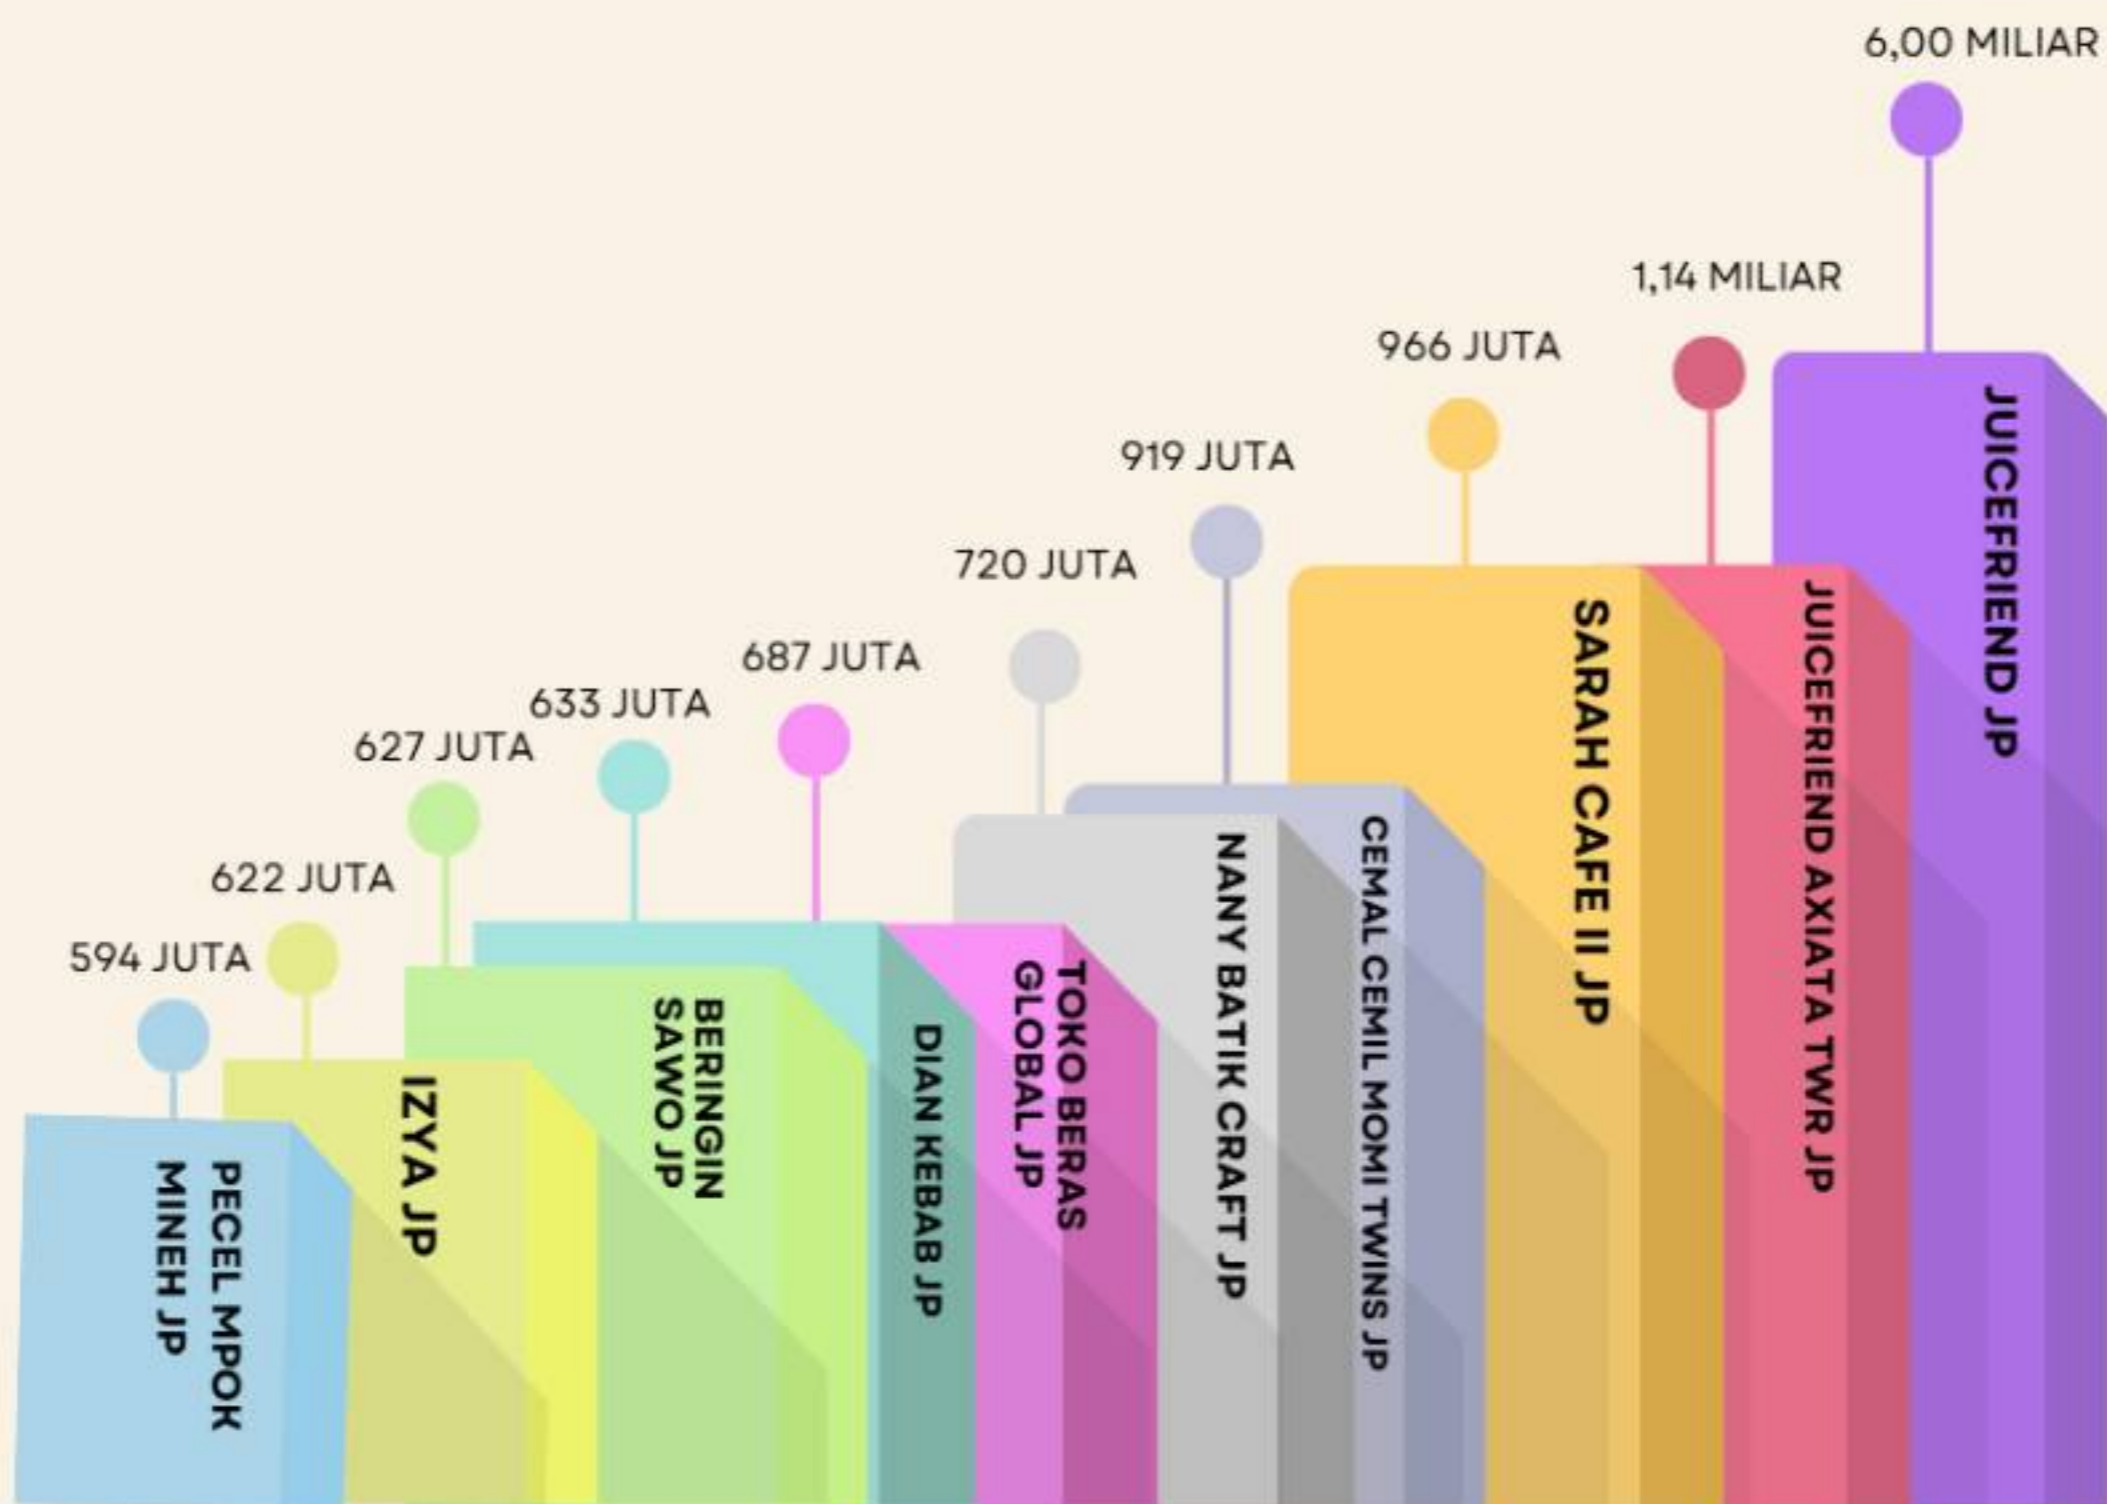 6,00 MILIAR
1,14 MILIAR
966 JUTA
919 JUTA
720 JUTA
687 JUTA
633 JUTA
627 JUTA
622 JUTA
594 JUTA
PECEL MPOK
MINEH JP
IZYA JP
BERINGIN
SAWO JP
DIAN KEBAB JP
TOKO BERAS
GLOBAL JP
NANY BATIK CRAFT JP
CEMAL CEMIL MOMI TWINS JP
SARAH CAFE II JP
JUICEFRIEND AXIATA TWR JP
JUICEFRIEND JP